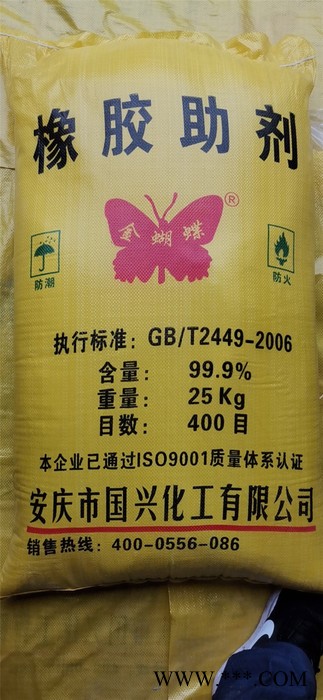 橡胶助剂
金蝴蝶®
防潮
防火
执行标准：GB/T2449-2006
含量：99.9%
重量：25Kg
目数：400目
本企业已通过ISO9001质量体系认证
安庆市国兴化工有限公司
销售热线：400-0556-086
WWW.***.COM